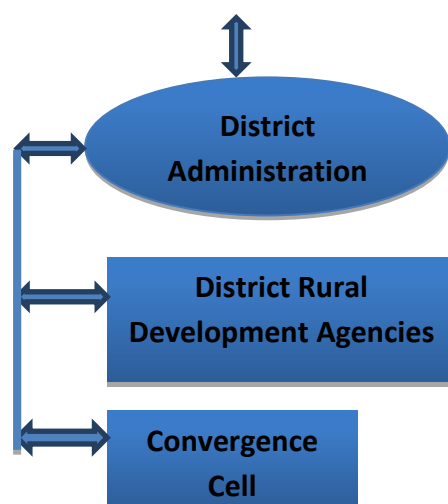 District
Administration
District Rural
Development Agencies
Convergence
Cell